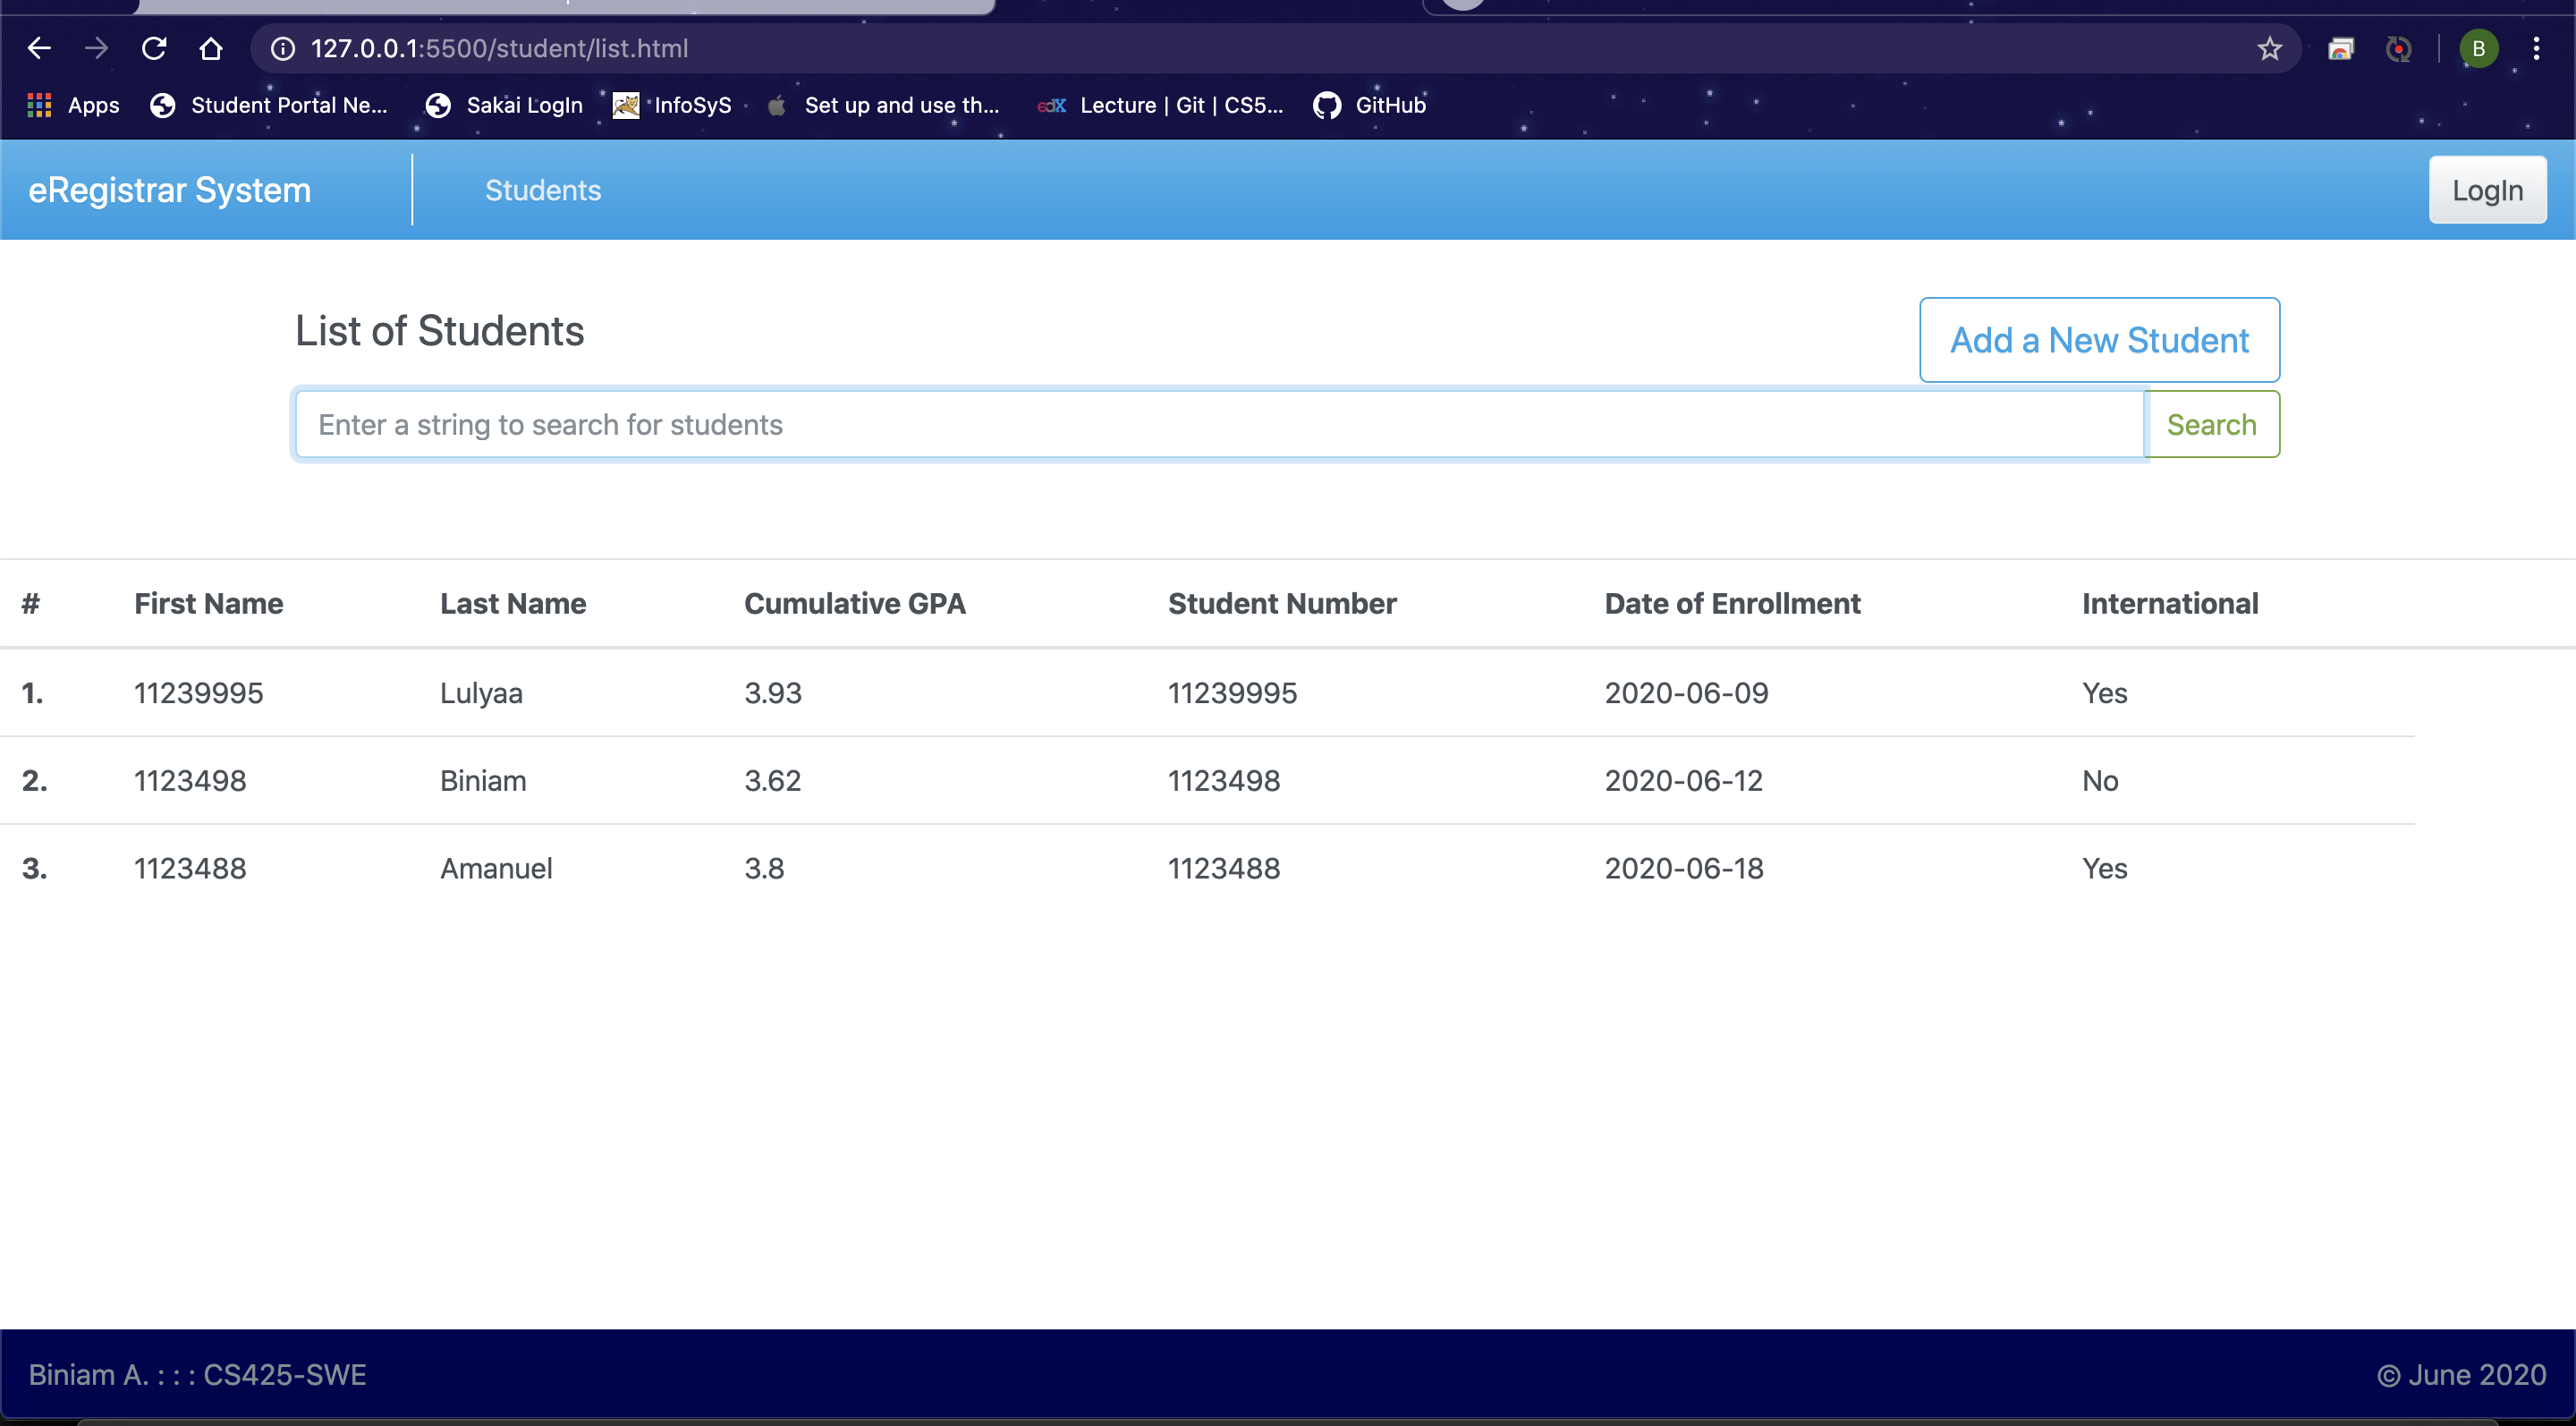 127.0.0.1:5500/student/list.html
B
Apps Student Portal Ne... Sakai LogIn InfoSyS Set up and use th... edX Lecture | Git | CS5... GitHub
eRegistrar System Students LogIn
List of Students Add a New Student
Enter a string to search for students Search
# First Name Last Name Cumulative GPA Student Number Date of Enrollment International
1. 11239995 Lulyaa 3.93 11239995 2020-06-09 Yes
2. 1123498 Biniam 3.62 1123498 2020-06-12 No
3. 1123488 Amanuel 3.8 1123488 2020-06-18 Yes
Biniam A. : : : CS425-SWE © June 2020